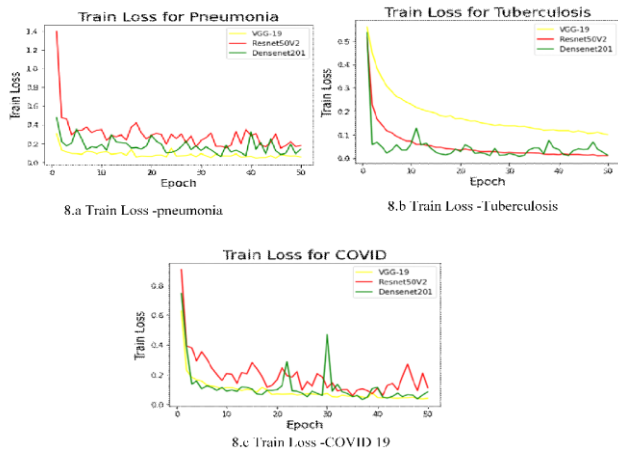 Train Loss for Pneumonia
VGG-19
Resnet50V2
Densenet201
Train Loss
1.4
1.2
1.0
0.8
0.6
0.4
0.2
0.0
0 10 20 30 40 50
Epoch
8.a Train Loss -pneumonia
Train Loss for Tuberculosis
VGG-19
Resnet50V2
Densenet201
Train Loss
0.5
0.4
0.3
0.2
0.1
0.0
0 10 20 30 40 50
Epoch
8.b Train Loss -Tuberculosis
Train Loss for COVID
VGG-19
Resnet50V2
Densenet201
Train Loss
0.8
0.6
0.4
0.2
0.0
0 10 20 30 40 50
Epoch
8.c Train Loss -COVID 19